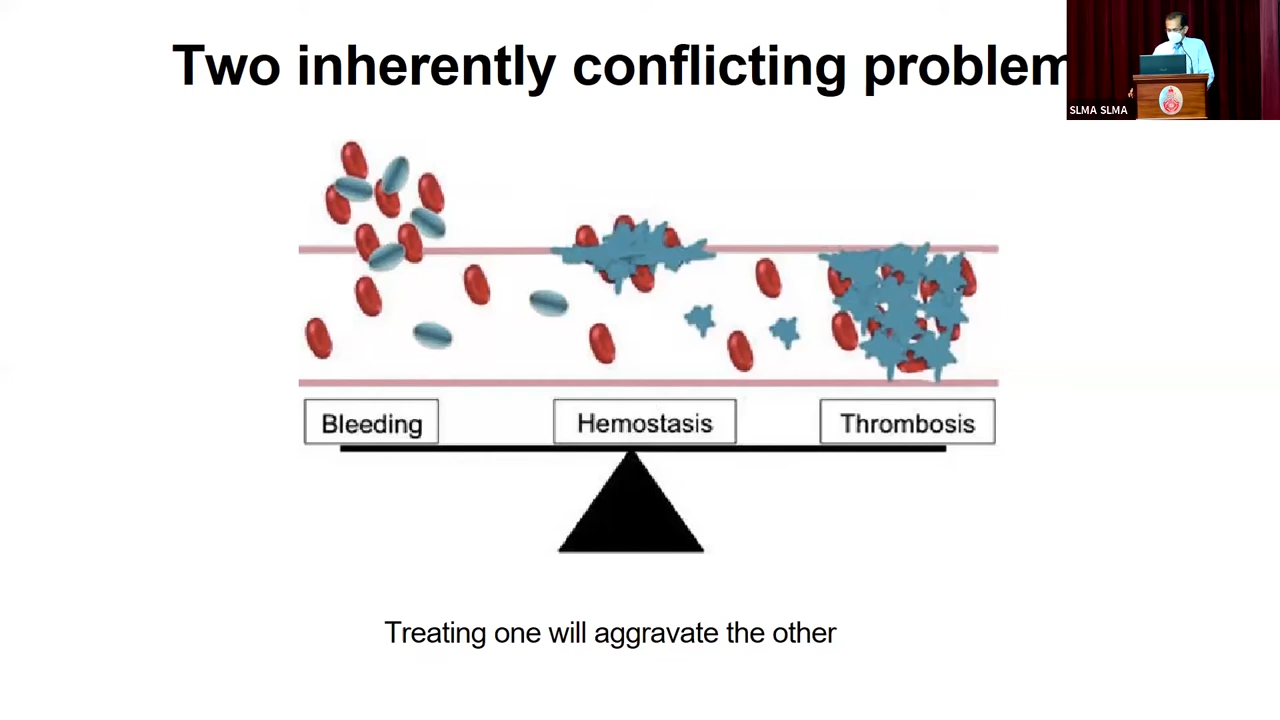 Two inherently conflicting problem
SLMA SLMA
Bleeding
Hemostasis
Thrombosis
Treating one will aggravate the other